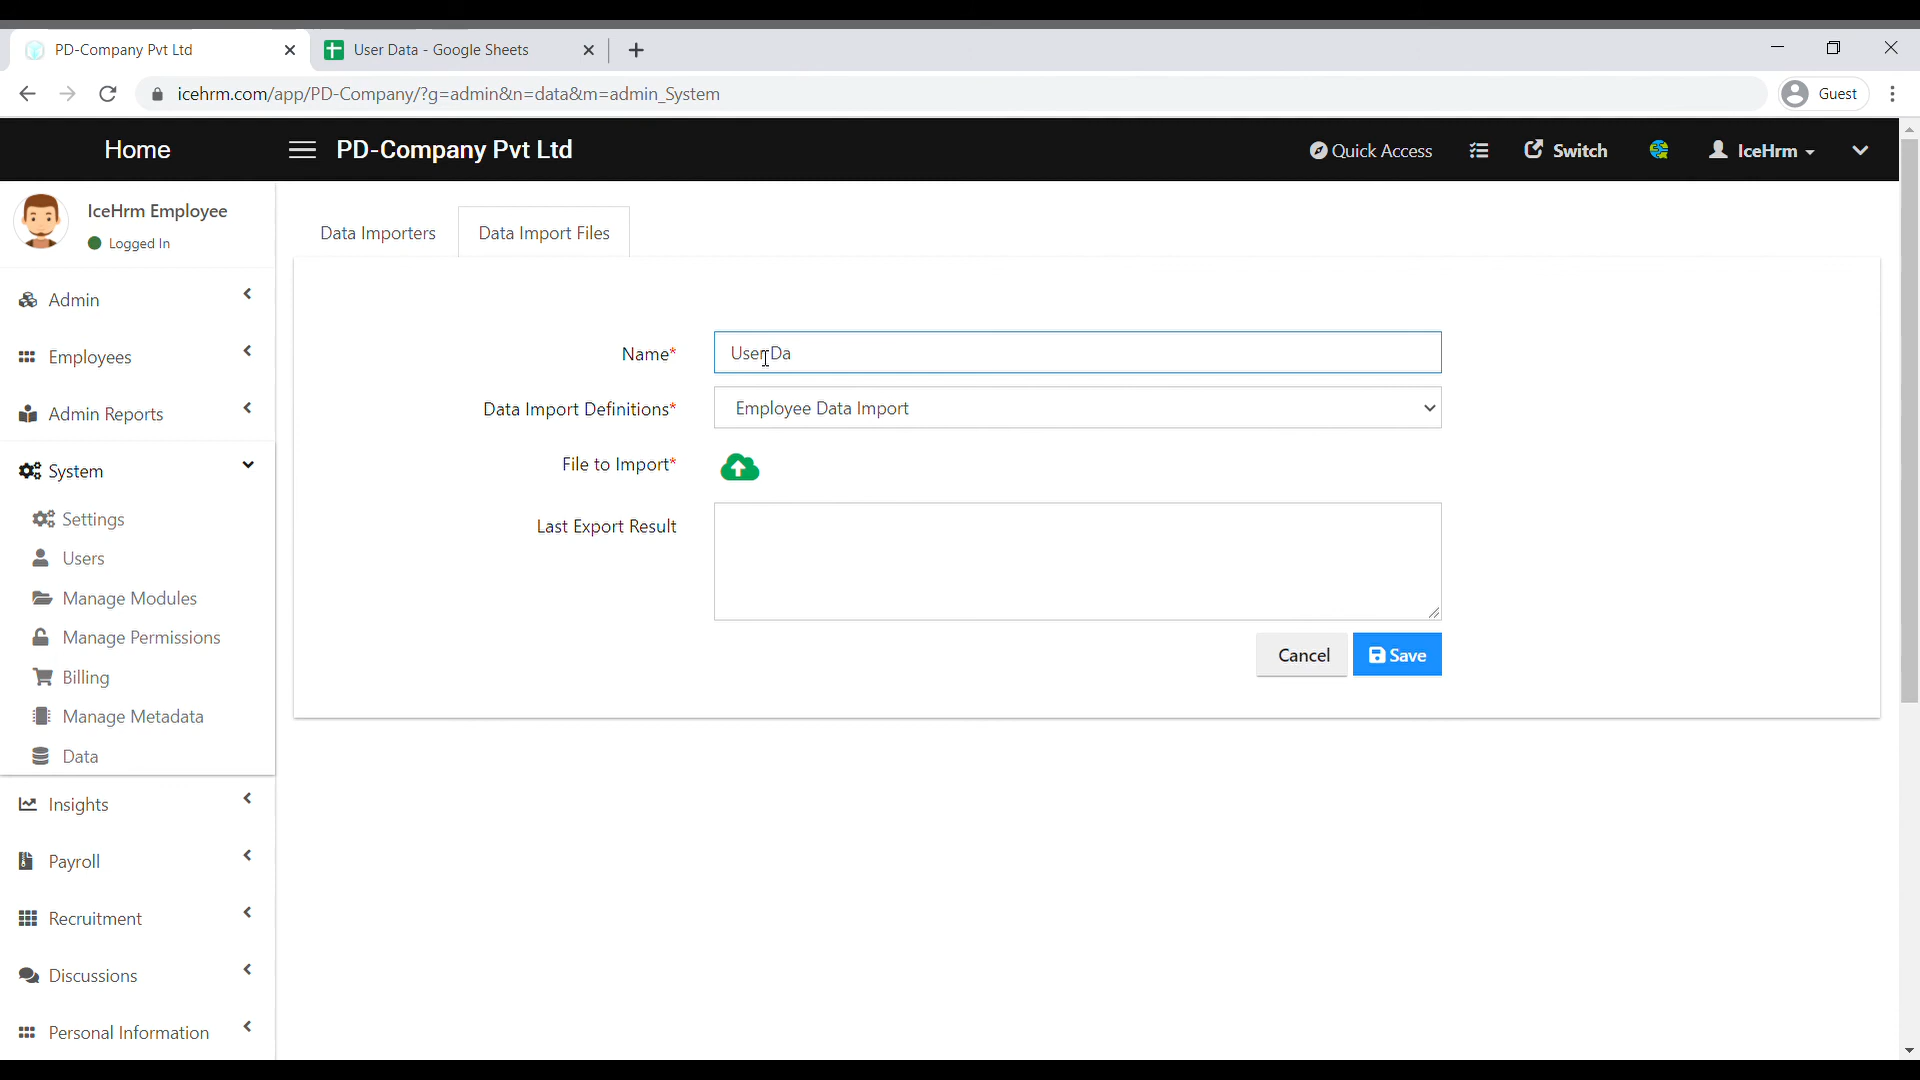 PD-Company Pvt Ltd
User Data - Google Sheets
icehrm.com/app/PD-Company/?g=admin&n=data&m=admin_System
Guest
Home
PD-Company Pvt Ltd
Quick Access
Switch
IceHrm
IceHrm Employee
Logged In
Admin
Employees
Admin Reports
System
Settings
Users
Manage Modules
Manage Permissions
Billing
Manage Metadata
Data
Insights
Payroll
Recruitment
Discussions
Personal Information
Data Importers
Data Import Files
Name*
User Da
Data Import Definitions*
Employee Data Import
File to Import*
Last Export Result
Cancel
Save